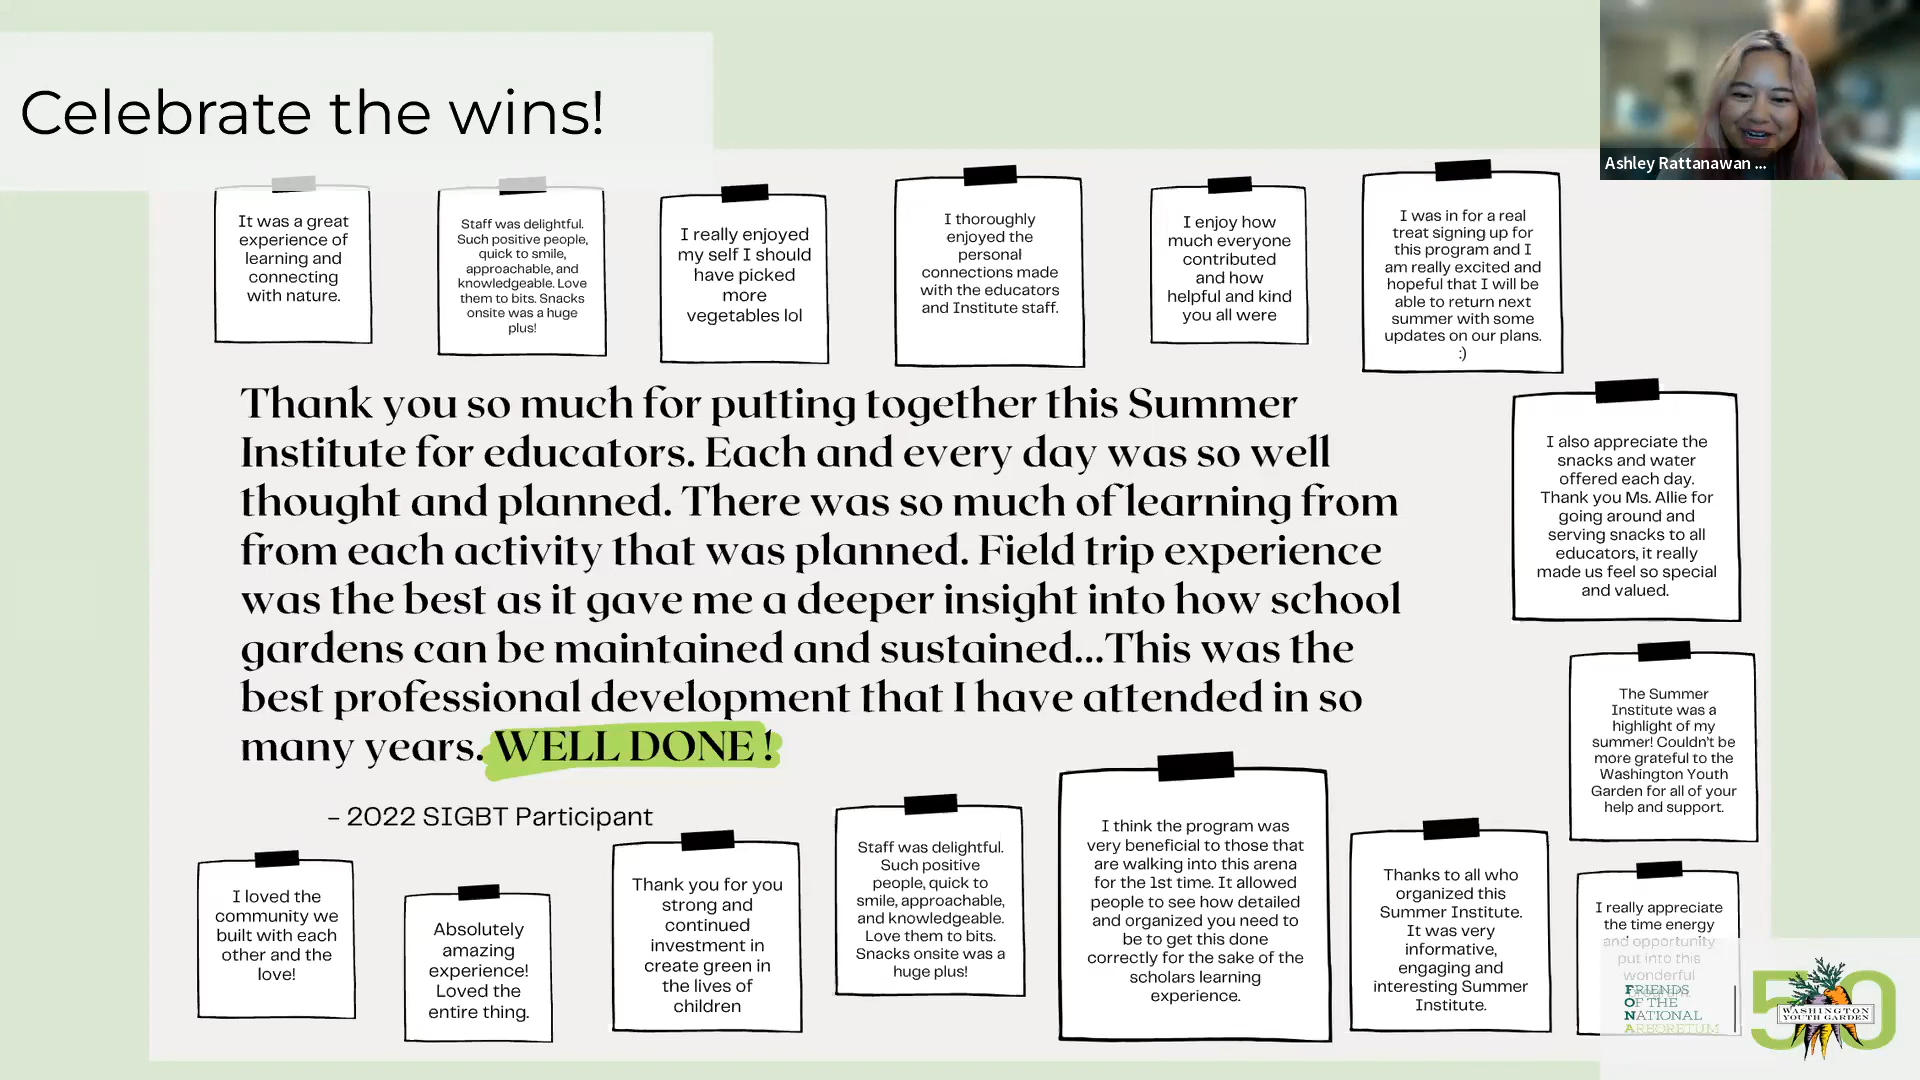 Celebrate the wins!
Ashley Rattanawan ...
It was a great
experience of
learning and
connecting
with nature.
Staff was delightful.
Such positive people,
quick to smile,
approachable, and
knowledgeable. Love
them to bits. Snacks
onsite was a huge
plus!
I really enjoyed
my self I should
have picked
more
vegetables lol
I thoroughly
enjoyed the
personal
connections made
with the educators
and Institute staff.
I enjoy how
much everyone
contributed
and how
helpful and kind
you all were
I was in for a real
treat signing up for
this program and I
am really excited and
hopeful that I will be
able to return next
summer with some
updates on our plans.
:)
Thank you so much for putting together this Summer
Institute for educators. Each and every day was so well
thought and planned. There was so much of learning from
from each activity that was planned. Field trip experience
was the best as it gave me a deeper insight into how school
gardens can be maintained and sustained...This was the
best professional development that I have attended in so
many years. WELL DONE !
- 2022 SIGBT Participant
I also appreciate the
snacks and water
offered each day.
Thank you Ms. Allie for
going around and
serving snacks to all
educators, it really
made us feel so special
and valued.
The Summer
Institute was a
highlight of my
summer! Couldn't be
more grateful to the
Washington Youth
Garden for all of your
help and support.
I loved the
community we
built with each
other and the
love!
Absolutely
amazing
experience!
Loved the
entire thing.
Thank you for you
strong and
continued
investment in
create green in
the lives of
children
Staff was delightful.
Such positive
people, quick to
smile, approachable,
and knowledgeable.
Love them to bits.
Snacks onsite was a
huge plus!
I think the program was
very beneficial to those that
are walking into this arena
for the 1st time. It allowed
people to see how detailed
and organized you need to
be to get this done
correctly for the sake of the
scholars learning
experience.
Thanks to all who
organized this
Summer Institute.
It was very
informative,
engaging and
interesting Summer
Institute.
I really appreciate
the time energy
and opportunity
put into this
wonderful
FRIENDS
OF THE
NATIONAL
ARBORETUM
50
WASHINGTON
YOUTH GARDEN